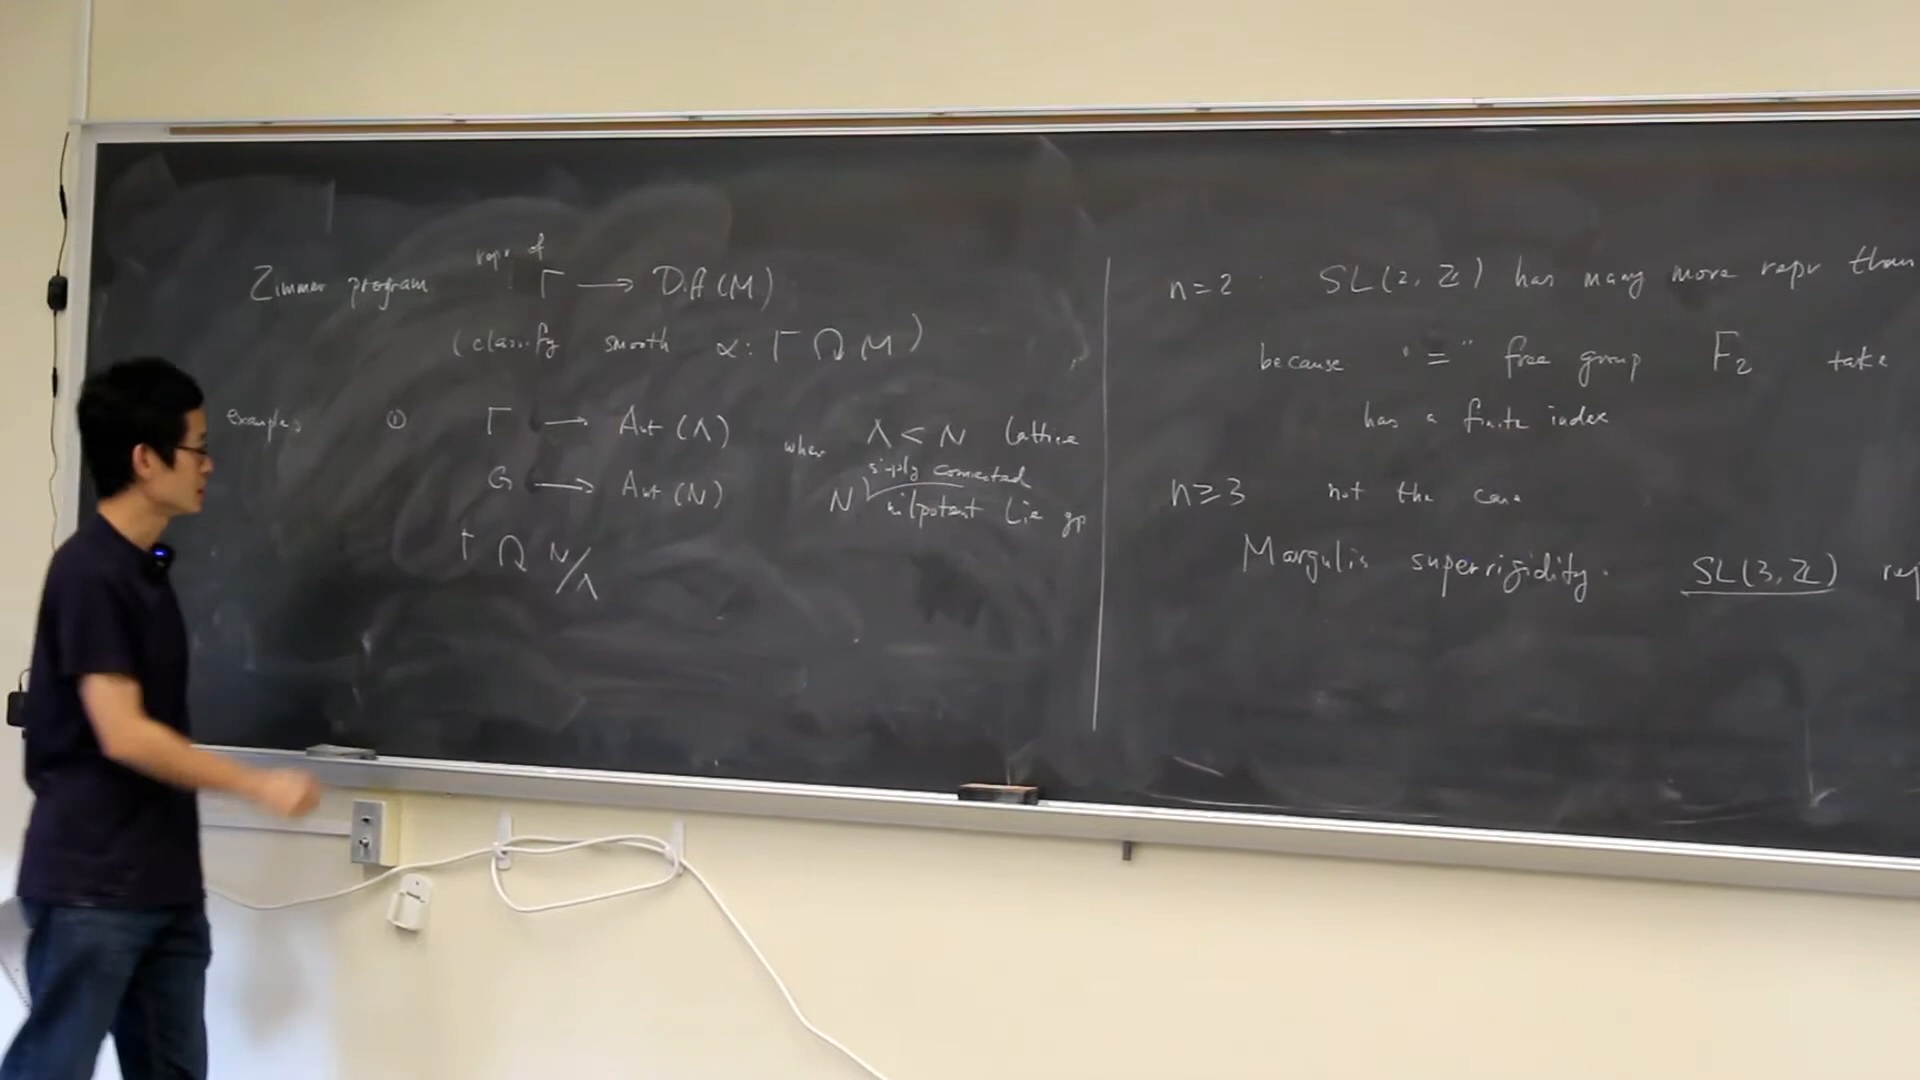 Zimmer program repr of Γ → Diff(M)
(classify smooth α: Γ ↷ M)
examples ① Γ → Aut(Λ) when Λ < N lattice
simply connected
G → Aut(N) N nilpotent Lie gp
Γ ↷ N/Λ
n=2 : SL(2, ℤ) has many more repr than
because "=" free group F₂ take
has a finite index
n≥3 not the case
Margulis superrigidity. SL(3, ℤ)